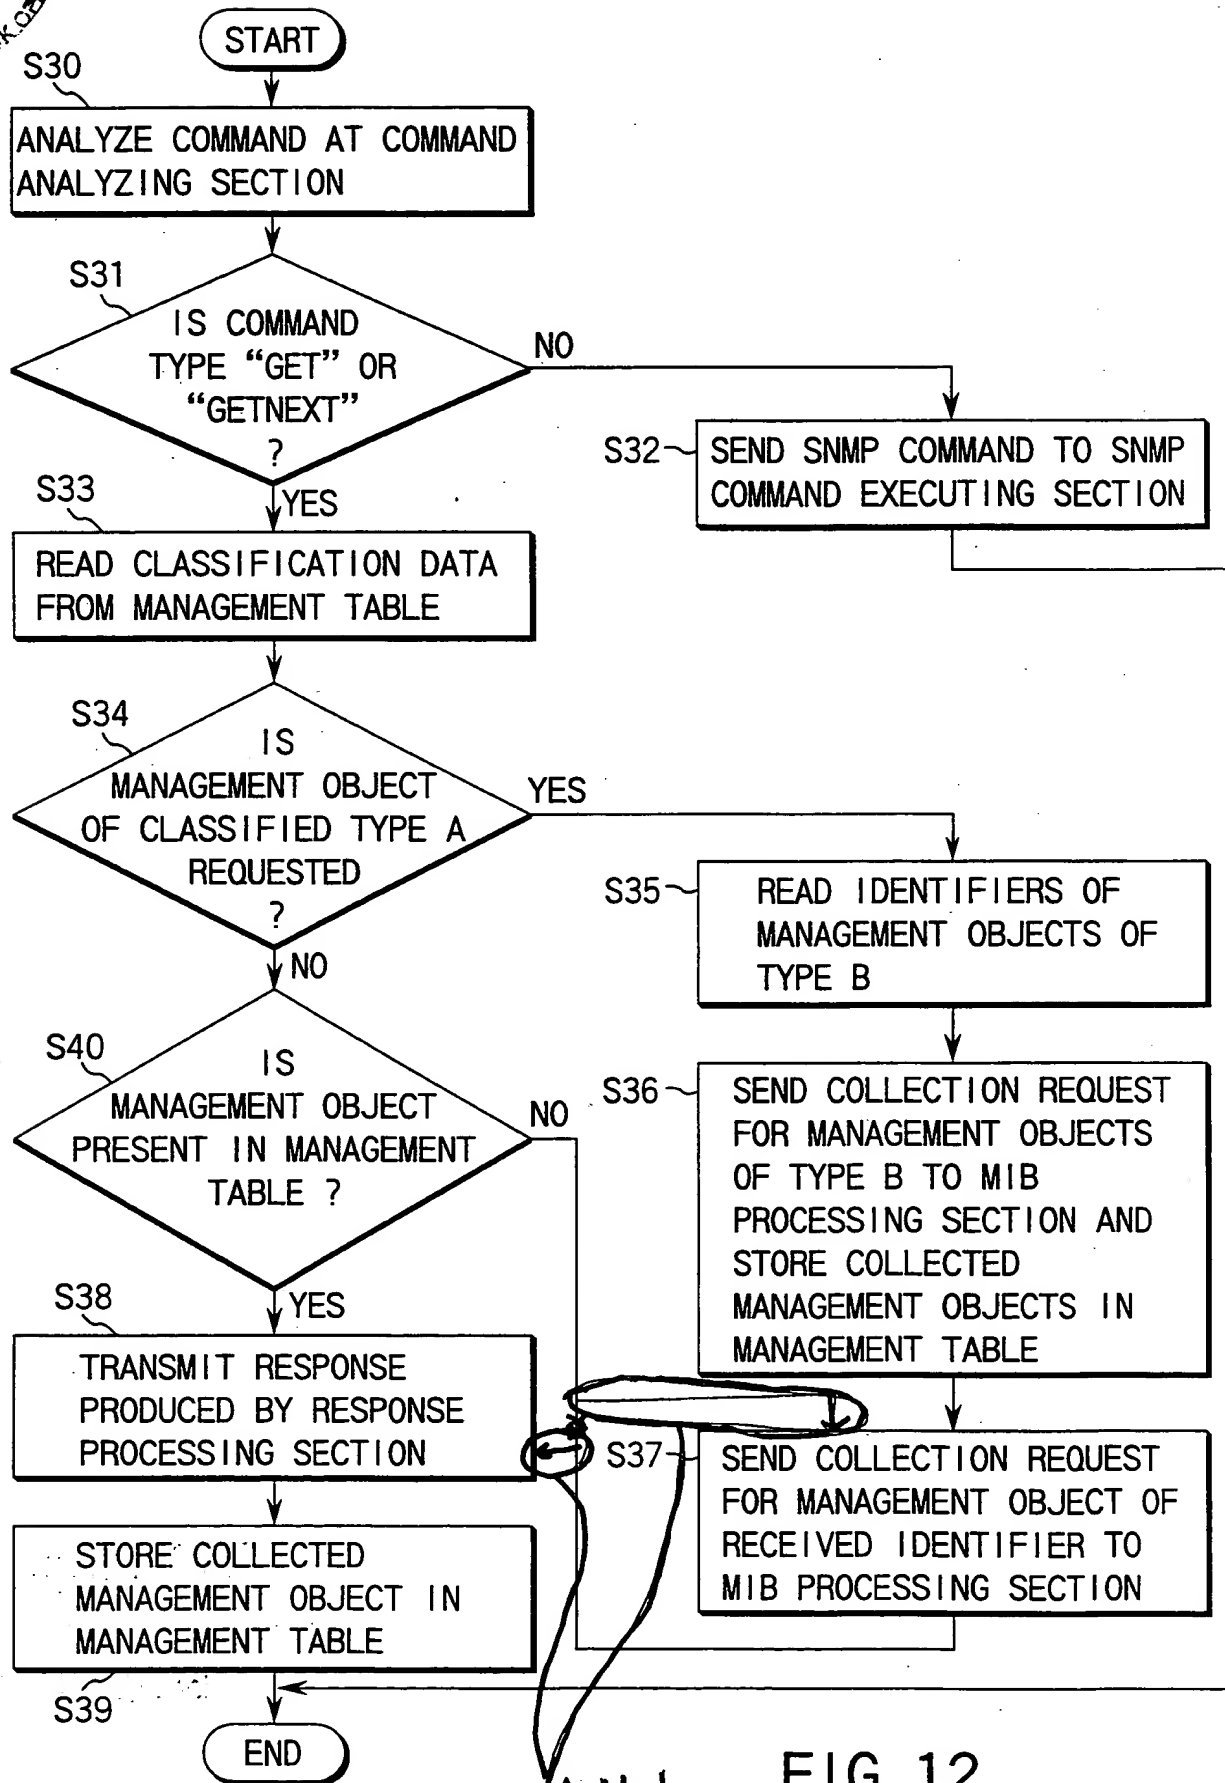 START
S30
ANALYZE COMMAND AT COMMAND
ANALYZING SECTION
S31
IS COMMAND
TYPE “GET” OR
“GETNEXT”
?
NO
YES
S32
SEND SNMP COMMAND TO SNMP
COMMAND EXECUTING SECTION
S33
READ CLASSIFICATION DATA
FROM MANAGEMENT TABLE
S34
IS
MANAGEMENT OBJECT
OF CLASSIFIED TYPE A
REQUESTED
?
YES
NO
S35
READ IDENTIFIERS OF
MANAGEMENT OBJECTS OF
TYPE B
S40
IS
MANAGEMENT OBJECT
PRESENT IN MANAGEMENT
TABLE ?
NO
YES
S36
SEND COLLECTION REQUEST
FOR MANAGEMENT OBJECTS
OF TYPE B TO MIB
PROCESSING SECTION AND
STORE COLLECTED
MANAGEMENT OBJECTS IN
MANAGEMENT TABLE
S38
TRANSMIT RESPONSE
PRODUCED BY RESPONSE
PROCESSING SECTION
S37
SEND COLLECTION REQUEST
FOR MANAGEMENT OBJECT OF
RECEIVED IDENTIFIER TO
MIB PROCESSING SECTION
STORE COLLECTED
MANAGEMENT OBJECT IN
MANAGEMENT TABLE
S39
END
FIG. 12